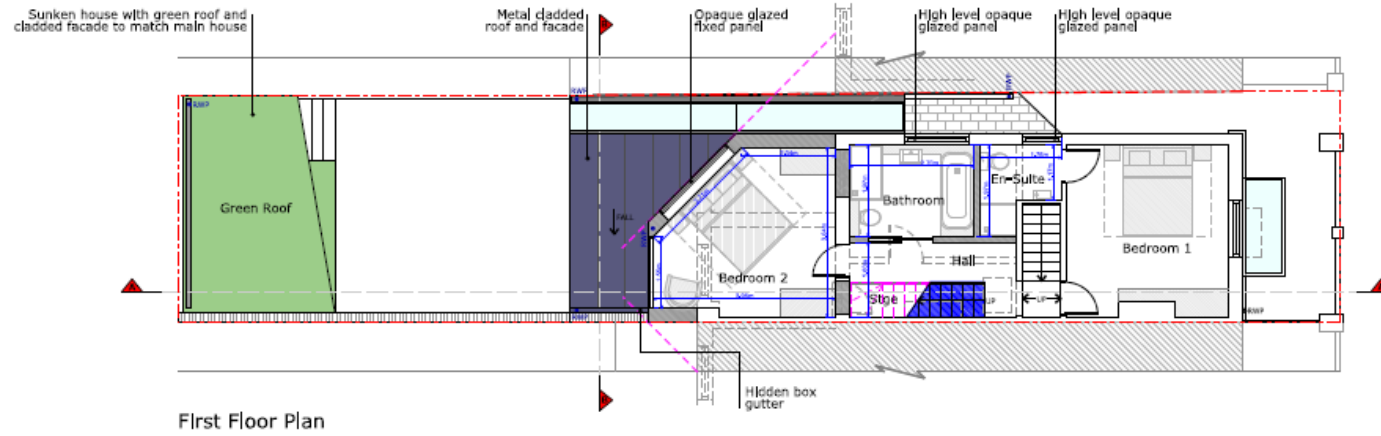 Sunken house with green roof and
cladded facade to match main house
Metal cladded
roof and facade
Opaque glazed
fixed panel
High level opaque
glazed panel
High level opaque
glazed panel
RWP
RWP
RWP
Green Roof
FALL
RWP
Bedroom 2
Bathroom
En-Suite
Hall
Stge
UP
UP
Bedroom 1
RWP
RWP
Hidden box
gutter
First Floor Plan